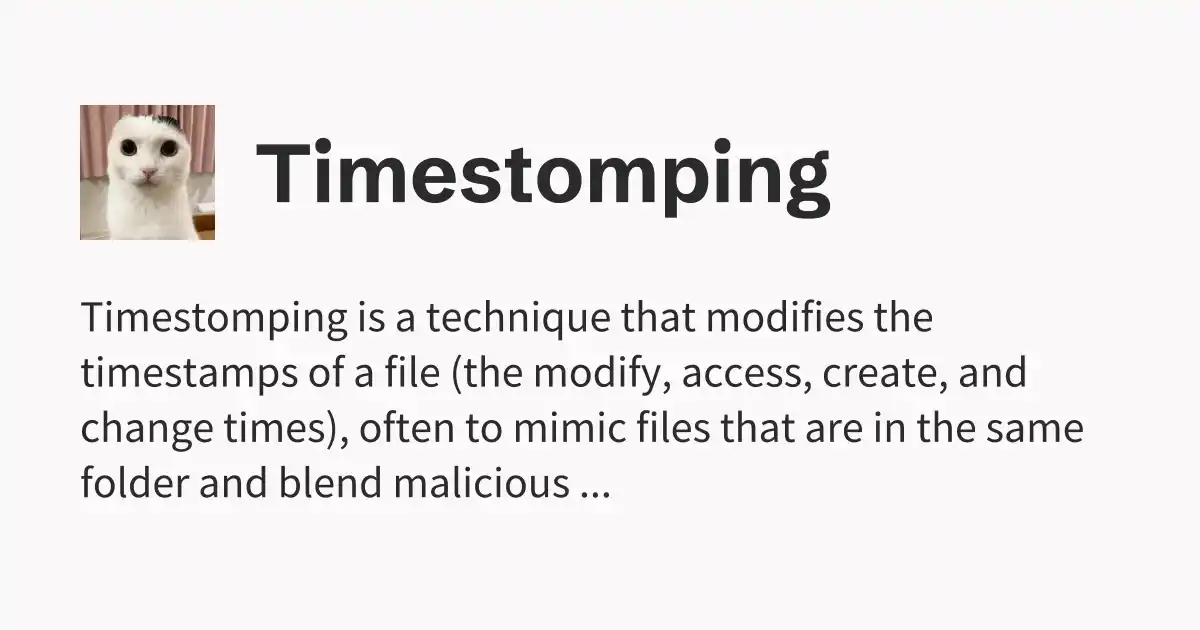 Timestomping
Timestomping is a technique that modifies the
timestamps of a file (the modify, access, create, and
change times), often to mimic files that are in the same
folder and blend malicious ...